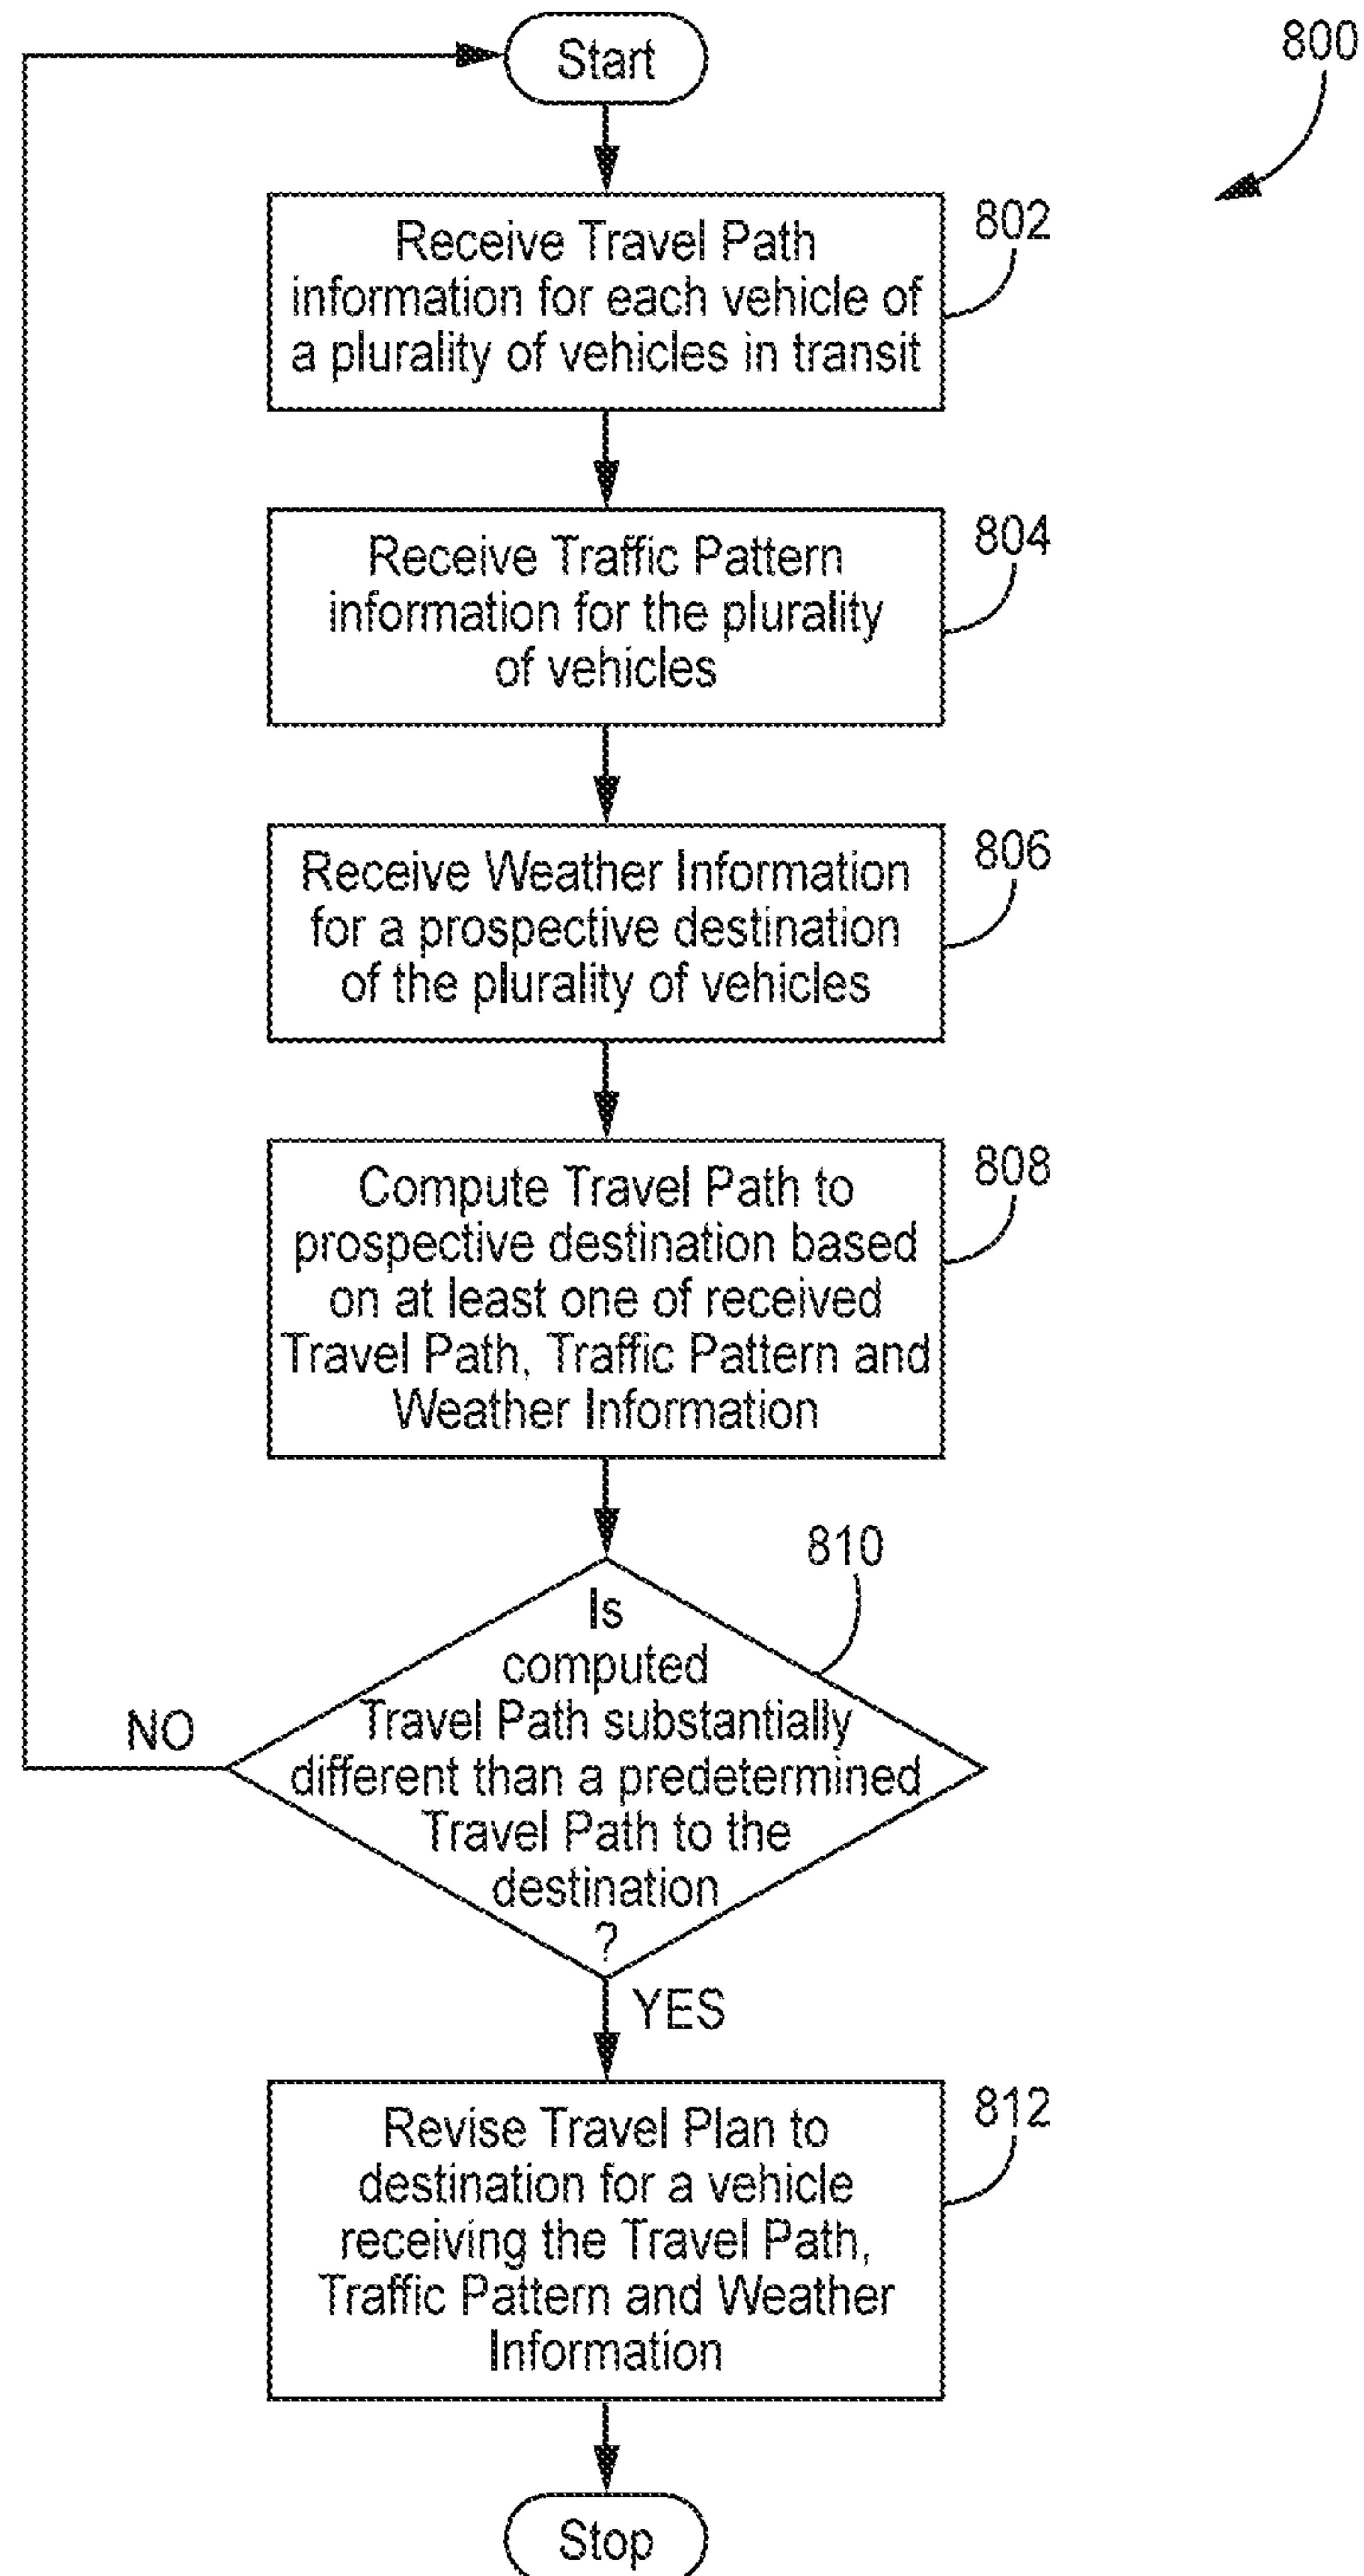 Start
800
Receive Travel Path
information for each vehicle of
a plurality of vehicles in transit
802
Receive Traffic Pattern
information for the plurality
of vehicles
804
Receive Weather Information
for a prospective destination
of the plurality of vehicles
806
Compute Travel Path to
prospective destination based
on at least one of received
Travel Path, Traffic Pattern and
Weather Information
808
810
Is
computed
Travel Path substantially
different than a predetermined
Travel Path to the
destination
?
NO
YES
Revise Travel Plan to
destination for a vehicle
receiving the Travel Path,
Traffic Pattern and Weather
Information
812
Stop